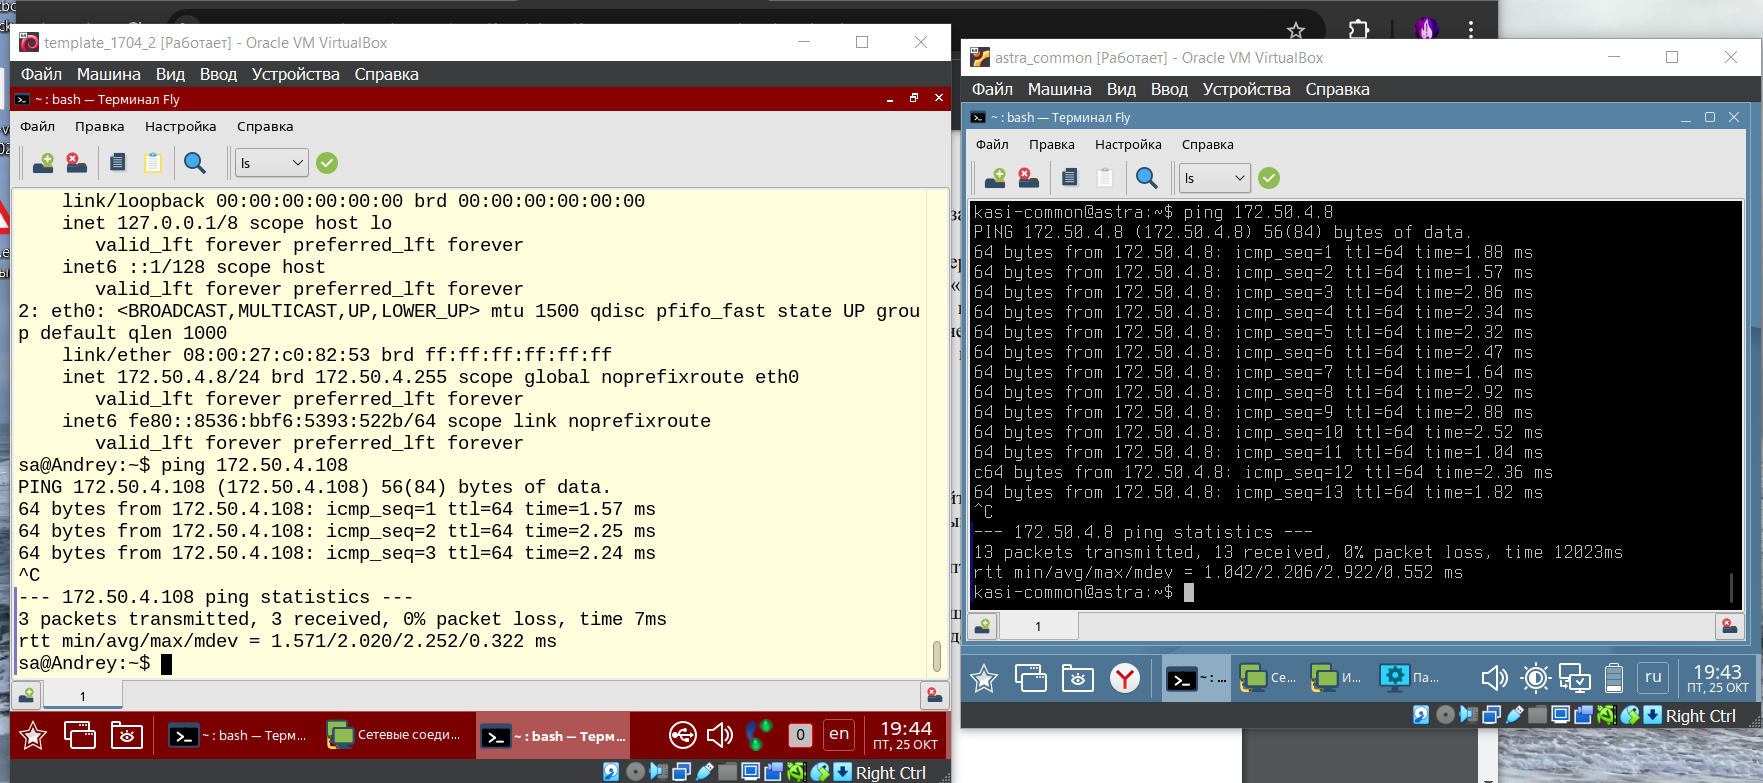 template_1704_2 [Работает] - Oracle VM VirtualBox
Файл Машина Вид Ввод Устройства Справка
~ : bash — Терминал Fly
Файл Правка Настройка Справка
ls
    link/loopback 00:00:00:00:00:00 brd 00:00:00:00:00:00
    inet 127.0.0.1/8 scope host lo
       valid_lft forever preferred_lft forever
    inet6 ::1/128 scope host
       valid_lft forever preferred_lft forever
2: eth0: <BROADCAST,MULTICAST,UP,LOWER_UP> mtu 1500 qdisc pfifo_fast state UP grou
p default qlen 1000
    link/ether 08:00:27:c0:82:53 brd ff:ff:ff:ff:ff:ff
    inet 172.50.4.8/24 brd 172.50.4.255 scope global noprefixroute eth0
       valid_lft forever preferred_lft forever
    inet6 fe80::8536:bbf6:5393:522b/64 scope link noprefixroute
       valid_lft forever preferred_lft forever
sa@Andrey:~$ ping 172.50.4.108
PING 172.50.4.108 (172.50.4.108) 56(84) bytes of data.
64 bytes from 172.50.4.108: icmp_seq=1 ttl=64 time=1.57 ms
64 bytes from 172.50.4.108: icmp_seq=2 ttl=64 time=2.25 ms
64 bytes from 172.50.4.108: icmp_seq=3 ttl=64 time=2.24 ms
^C
--- 172.50.4.108 ping statistics ---
3 packets transmitted, 3 received, 0% packet loss, time 7ms
rtt min/avg/max/mdev = 1.571/2.020/2.252/0.322 ms
sa@Andrey:~$
1
~ : bash — Терм...
Сетевые соеди...
~ : bash — Терм...
0
en
19:44
ПТ, 25 ОКТ
Right Ctrl
astra_common [Работает] - Oracle VM VirtualBox
Файл Машина Вид Ввод Устройства Справка
~ : bash — Терминал Fly
Файл Правка Настройка Справка
ls
kasi-common@astra:~$ ping 172.50.4.8
PING 172.50.4.8 (172.50.4.8) 56(84) bytes of data.
64 bytes from 172.50.4.8: icmp_seq=1 ttl=64 time=1.88 ms
64 bytes from 172.50.4.8: icmp_seq=2 ttl=64 time=1.57 ms
64 bytes from 172.50.4.8: icmp_seq=3 ttl=64 time=2.86 ms
64 bytes from 172.50.4.8: icmp_seq=4 ttl=64 time=2.34 ms
64 bytes from 172.50.4.8: icmp_seq=5 ttl=64 time=2.32 ms
64 bytes from 172.50.4.8: icmp_seq=6 ttl=64 time=2.47 ms
64 bytes from 172.50.4.8: icmp_seq=7 ttl=64 time=1.64 ms
64 bytes from 172.50.4.8: icmp_seq=8 ttl=64 time=2.92 ms
64 bytes from 172.50.4.8: icmp_seq=9 ttl=64 time=2.88 ms
64 bytes from 172.50.4.8: icmp_seq=10 ttl=64 time=2.52 ms
64 bytes from 172.50.4.8: icmp_seq=11 ttl=64 time=1.04 ms
c64 bytes from 172.50.4.8: icmp_seq=12 ttl=64 time=2.36 ms
64 bytes from 172.50.4.8: icmp_seq=13 ttl=64 time=1.82 ms
^C
--- 172.50.4.8 ping statistics ---
13 packets transmitted, 13 received, 0% packet loss, time 12023ms
rtt min/avg/max/mdev = 1.042/2.206/2.922/0.552 ms
kasi-common@astra:~$
1
~ : ...
Се...
И...
Па...
ru
19:43
ПТ, 25 ОКТ
Right Ctrl